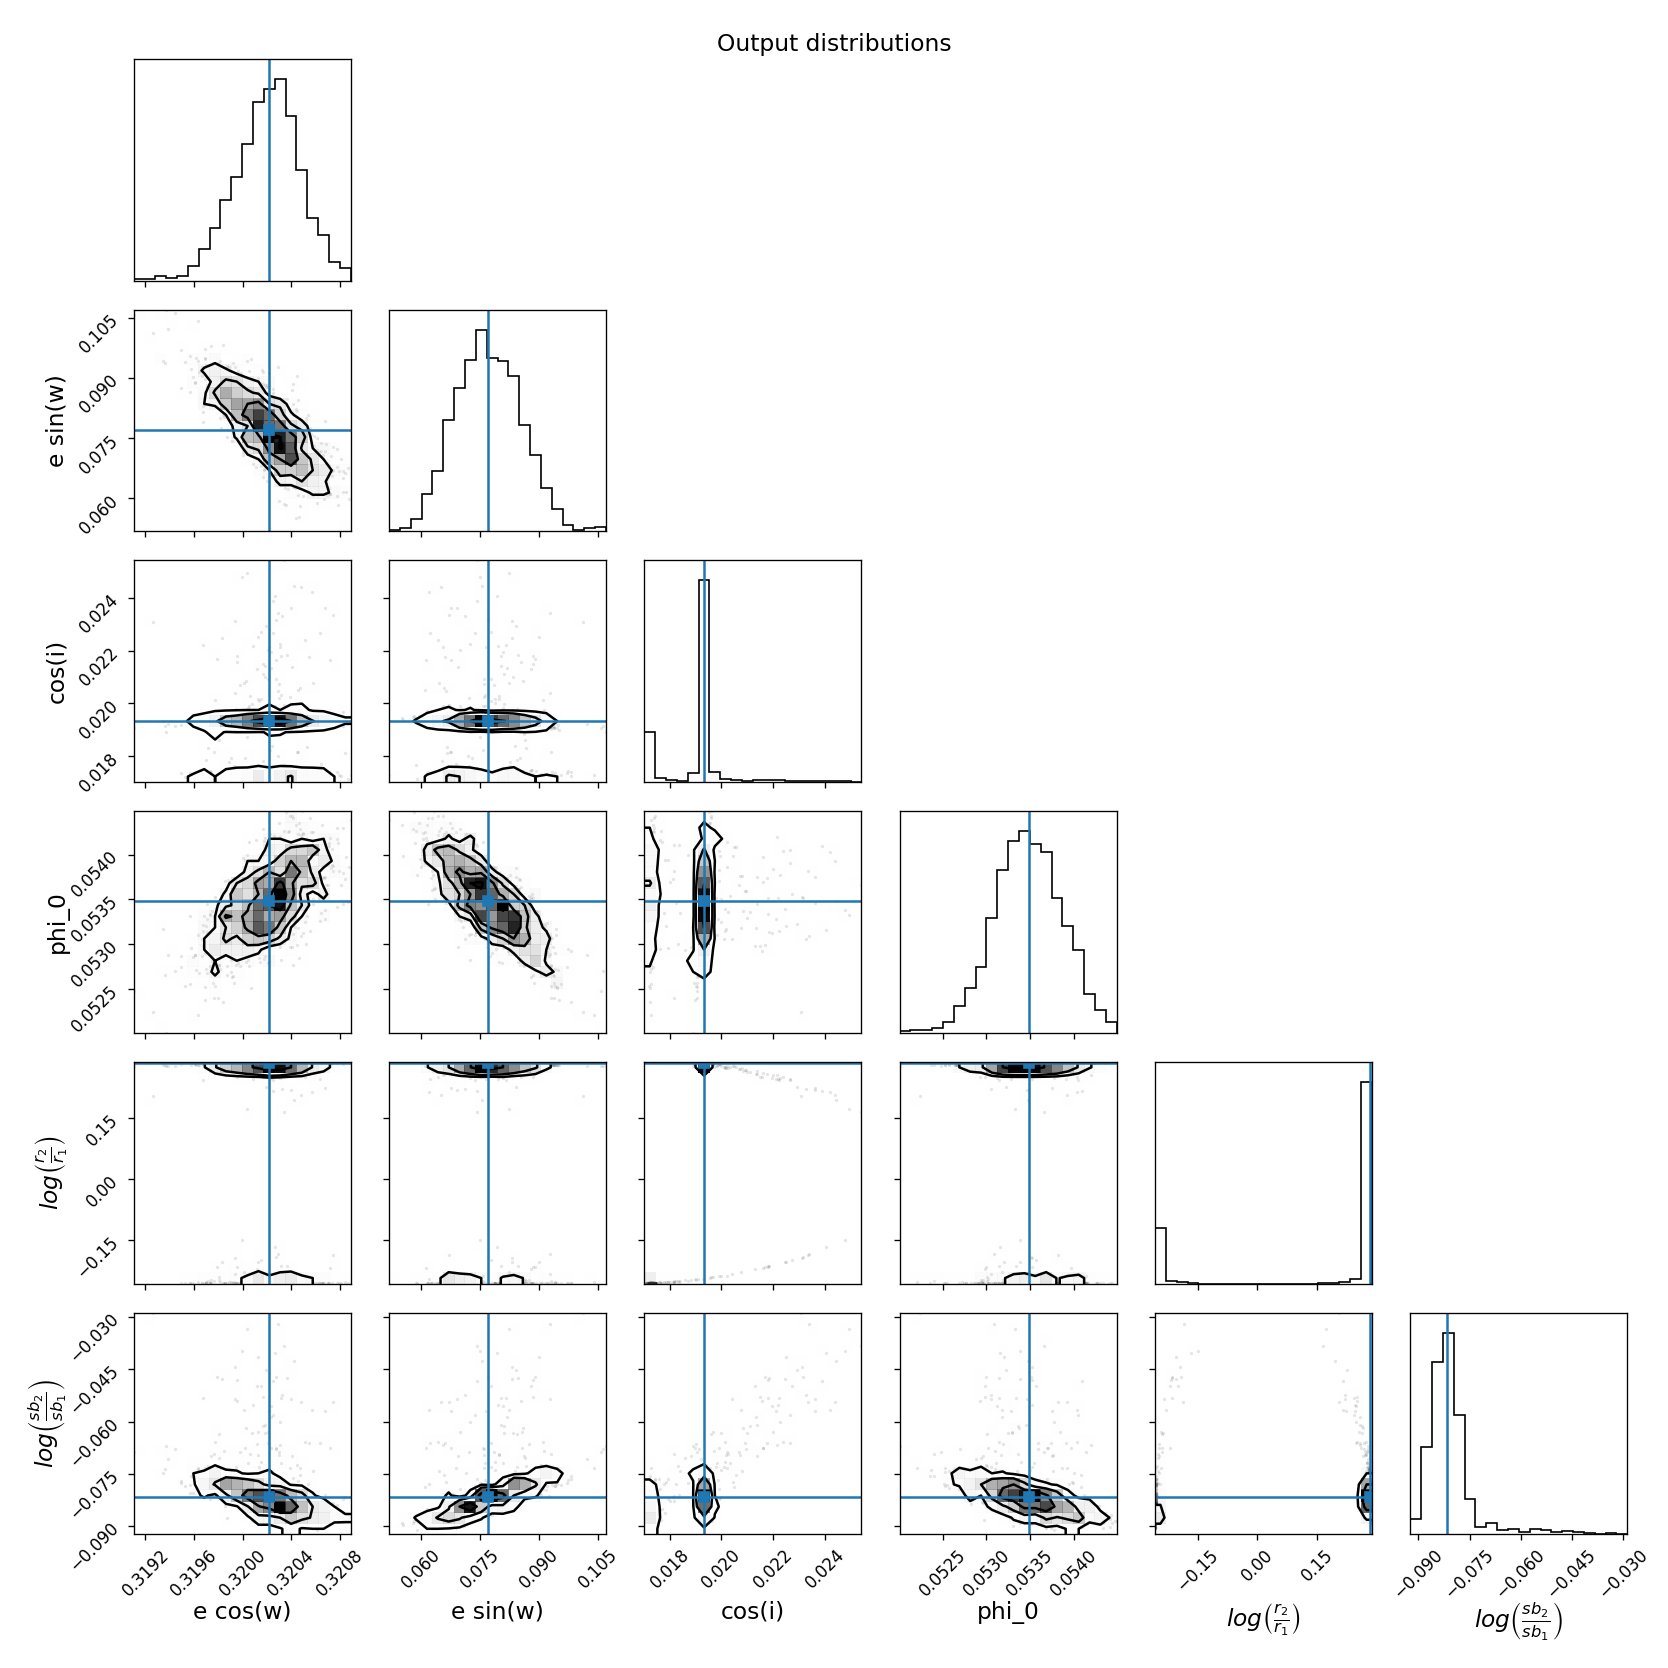 Output distributions
e sin(w)
0.105
0.090
0.075
0.060
cos(i)
0.024
0.022
0.020
0.018
phi_0
0.0540
0.0535
0.0530
0.0525
log(r₂/r₁)
0.15
0.00
−0.15
log(sb₂/sb₁)
−0.030
−0.045
−0.060
−0.075
−0.090
0.3192 0.3196 0.3200 0.3204 0.3208 0.060 0.075 0.090 0.105 0.018 0.020 0.022 0.024 0.0525 0.0530 0.0535 0.0540 −0.15 0.00 0.15 −0.090 −0.075 −0.060 −0.045 −0.030
e cos(w) e sin(w) cos(i) phi_0 log(r₂/r₁) log(sb₂/sb₁)